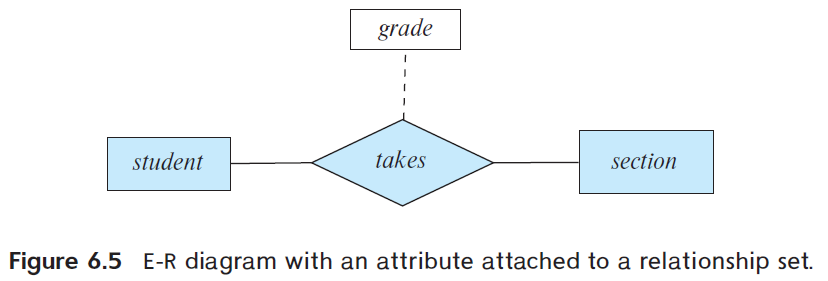 grade
student
takes
section
Figure 6.5 E-R diagram with an attribute attached to a relationship set.